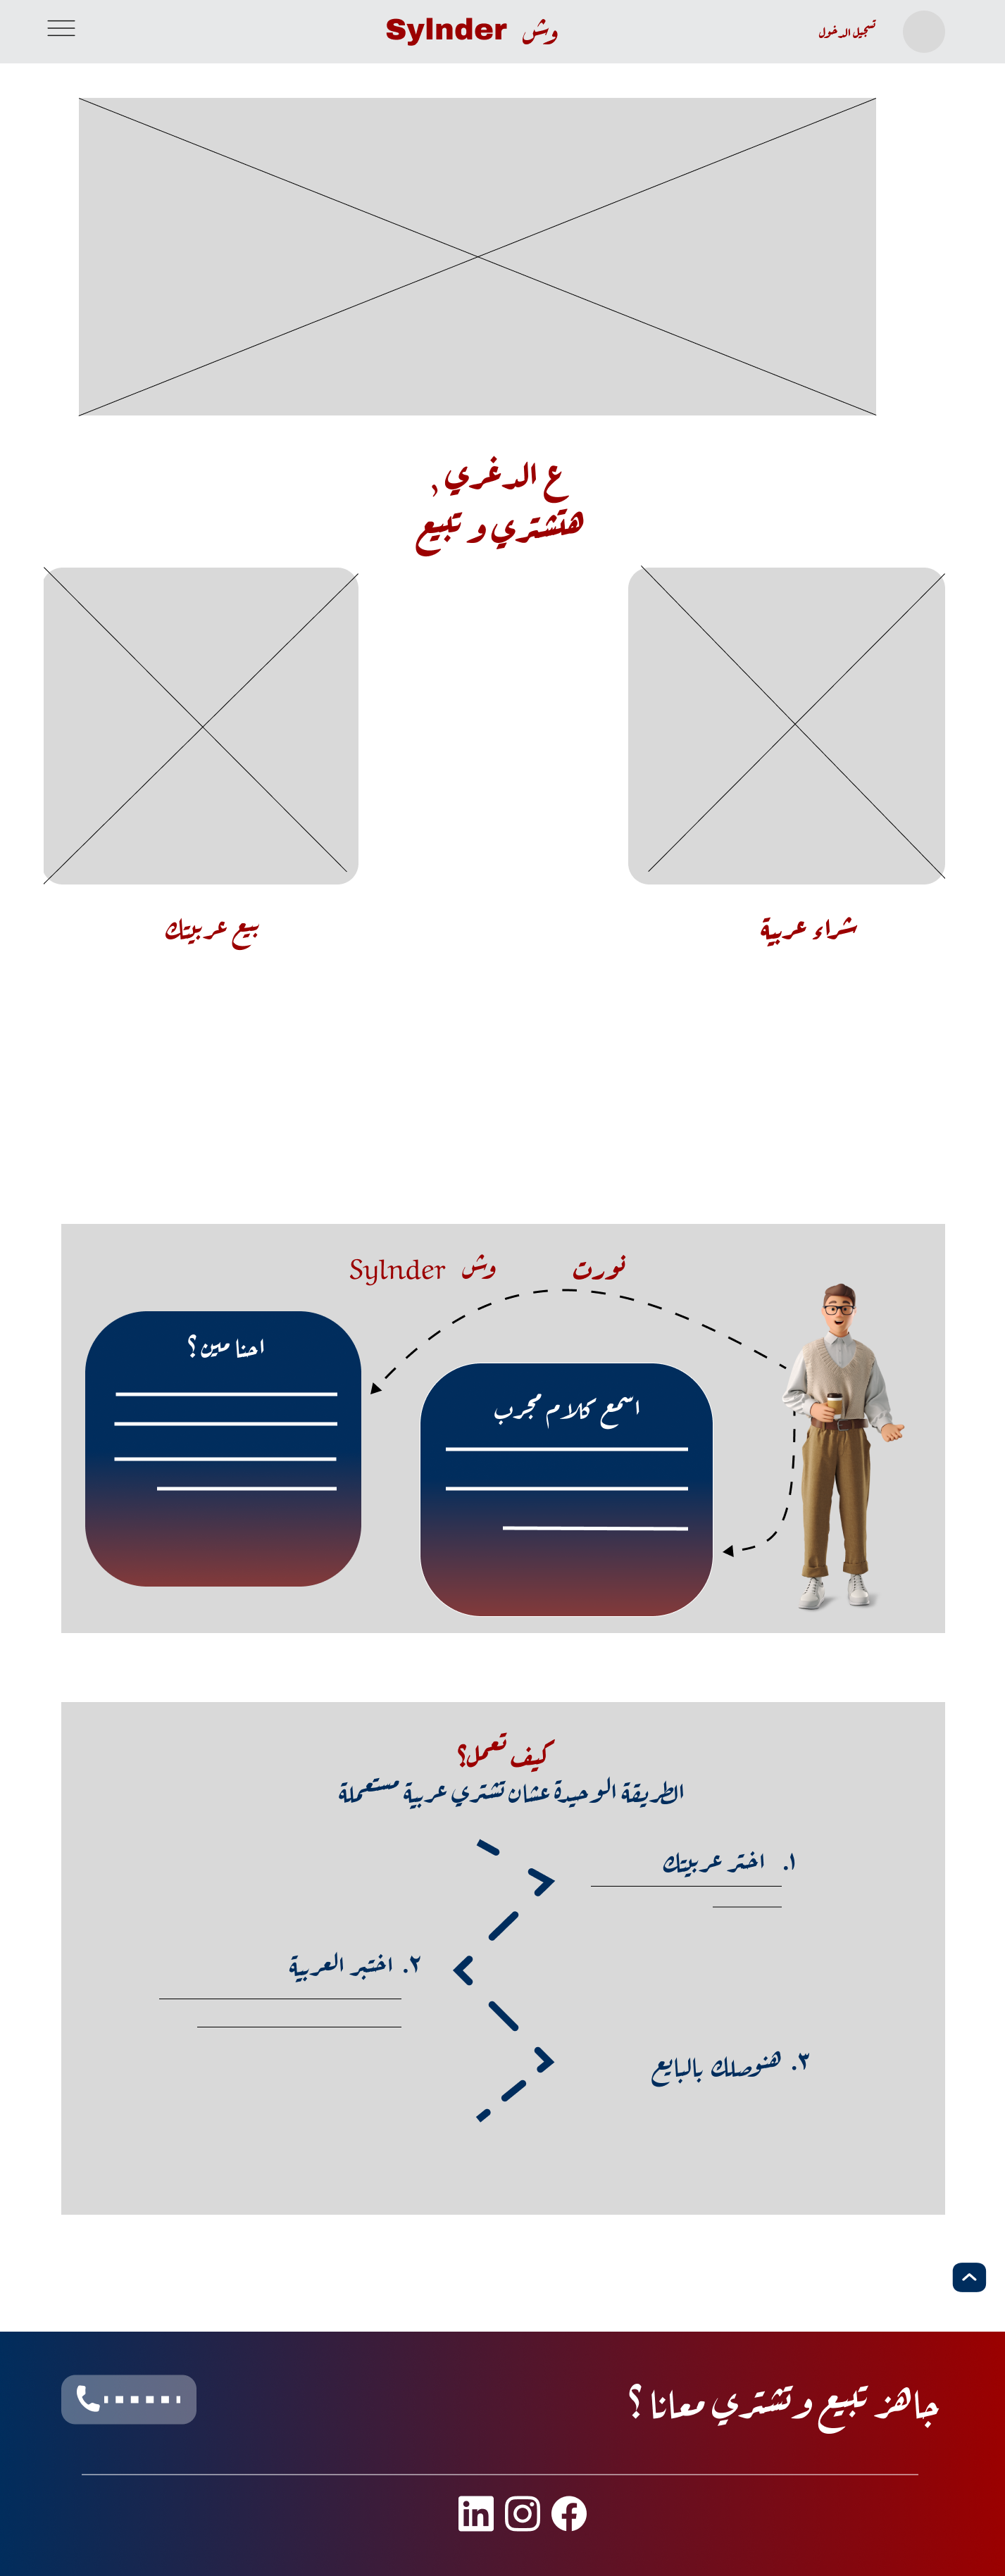 تسجيل الدخول
وش Sylnder
ع الدغري ,
هتشتري و تبيع
شراء عربية
بيع عربيتك
نورت وش Sylnder
احنا مين ؟
اسمع كلام مجرب
كيف تعمل؟
الطريقة الوحيدة عشان تشتري عربية مستعملة
١. اختر عربيتك
٢. اختبر العربية
٣. هنوصلك بالبايع
جاهز تبيع و تشتري معانا ؟